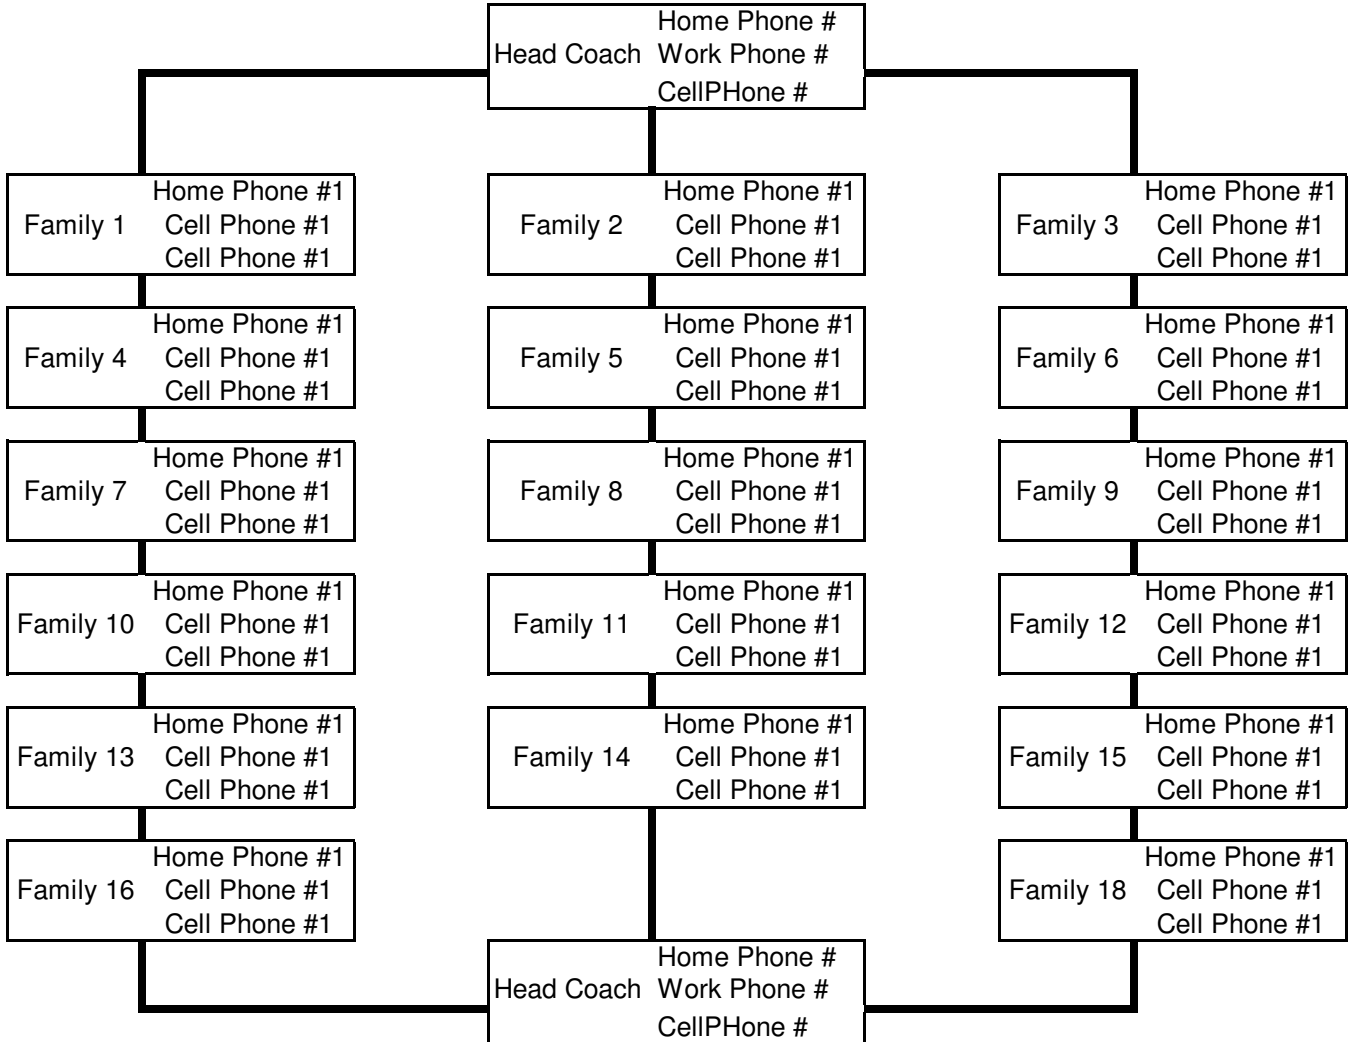 Home Phone #
Head Coach Work Phone #
CellPHone #
Home Phone #1 Home Phone #1 Home Phone #1
Family 1 Cell Phone #1 Family 2 Cell Phone #1 Family 3 Cell Phone #1
Cell Phone #1 Cell Phone #1 Cell Phone #1
Home Phone #1 Home Phone #1 Home Phone #1
Family 4 Cell Phone #1 Family 5 Cell Phone #1 Family 6 Cell Phone #1
Cell Phone #1 Cell Phone #1 Cell Phone #1
Home Phone #1 Home Phone #1 Home Phone #1
Family 7 Cell Phone #1 Family 8 Cell Phone #1 Family 9 Cell Phone #1
Cell Phone #1 Cell Phone #1 Cell Phone #1
Home Phone #1 Home Phone #1 Home Phone #1
Family 10 Cell Phone #1 Family 11 Cell Phone #1 Family 12 Cell Phone #1
Cell Phone #1 Cell Phone #1 Cell Phone #1
Home Phone #1 Home Phone #1 Home Phone #1
Family 13 Cell Phone #1 Family 14 Cell Phone #1 Family 15 Cell Phone #1
Cell Phone #1 Cell Phone #1 Cell Phone #1
Home Phone #1 Home Phone #1
Family 16 Cell Phone #1 Family 18 Cell Phone #1
Cell Phone #1 Cell Phone #1
Home Phone #
Head Coach Work Phone #
CellPHone #